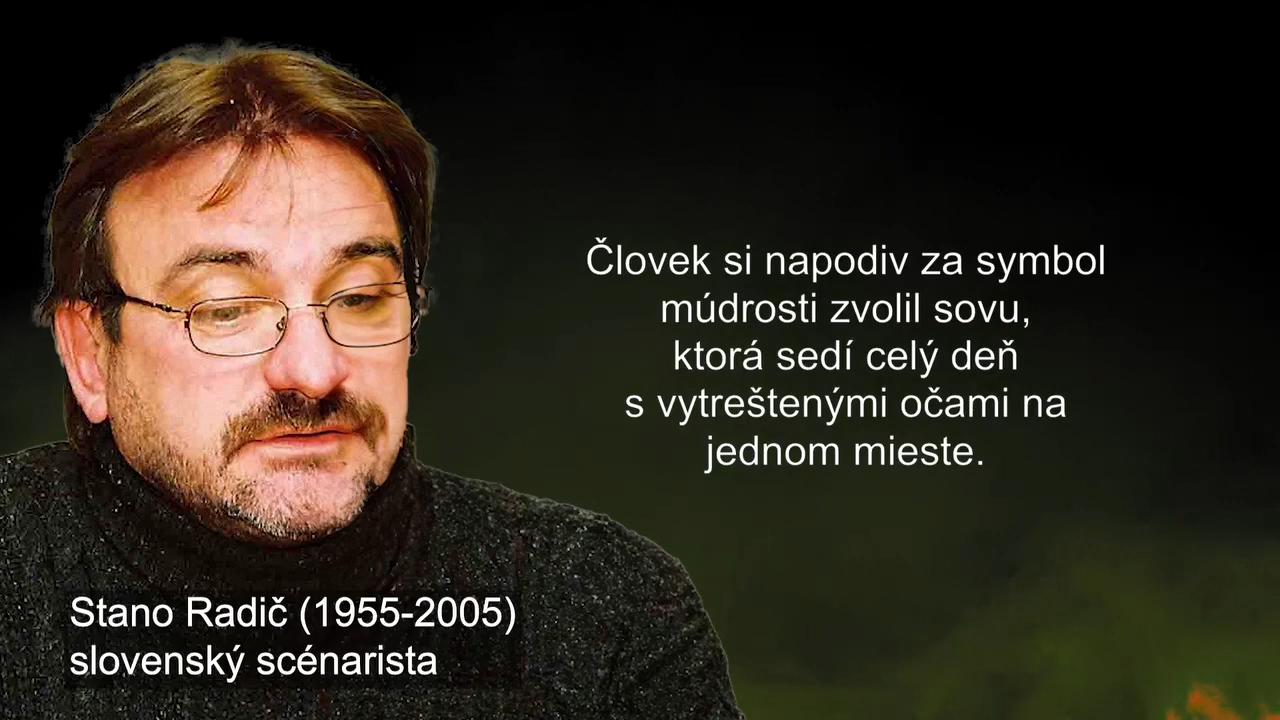 Človek si napodiv za symbol
múdrosti zvolil sovu,
ktorá sedí celý deň
s vytreštenými očami na
jednom mieste.
Stano Radič (1955-2005)
slovenský scénarista